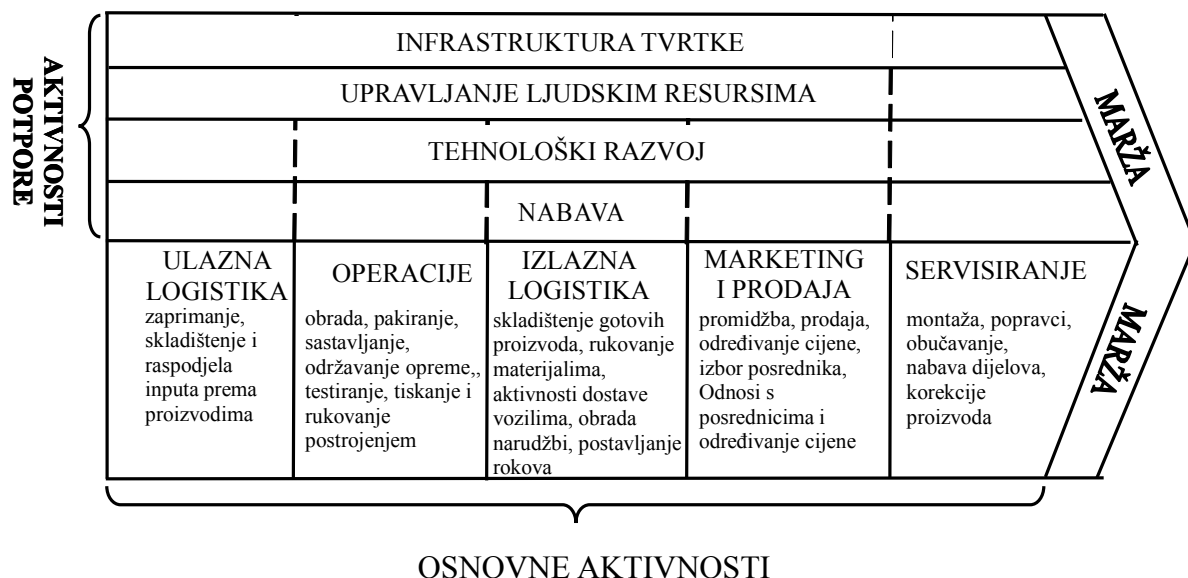 AKTIVNOSTI
POTPORE
INFRASTRUKTURA TVRTKE
UPRAVLJANJE LJUDSKIM RESURSIMA
TEHNOLOŠKI RAZVOJ
NABAVA
MARŽA
MARŽA
ULAZNA
LOGISTIKA
zaprimanje,
skladištenje i
raspodjela
inputa prema
proizvodima
OPERACIJE
obrada, pakiranje,
sastavljanje,
održavanje opreme,,
testiranje, tiskanje i
rukovanje
postrojenjem
IZLAZNA
LOGISTIKA
skladištenje gotovih
proizvoda, rukovanje
materijalima,
aktivnosti dostave
vozilima, obrada
narudžbi, postavljanje
rokova
MARKETING
I PRODAJA
promidžba, prodaja,
određivanje cijene,
izbor posrednika,
Odnosi s
posrednicima i
određivanje cijene
SERVISIRANJE
montaža, popravci,
obučavanje,
nabava dijelova,
korekcije
proizvoda
OSNOVNE AKTIVNOSTI